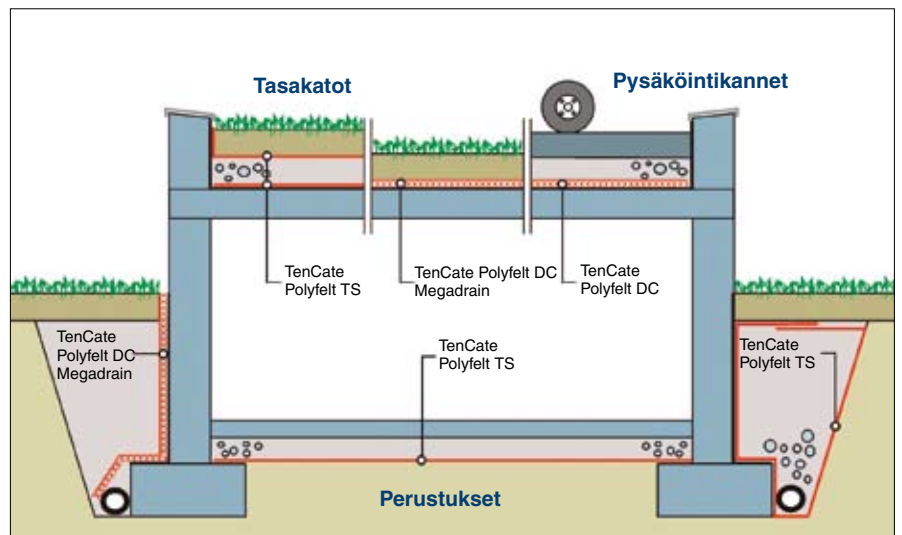 Tasakatot
Pysäköintikannet
TenCate
Polyfelt TS
TenCate Polyfelt DC
Megadrain
TenCate
Polyfelt DC
TenCate
Polyfelt DC
Megadrain
TenCate
Polyfelt TS
TenCate
Polyfelt TS
Perustukset